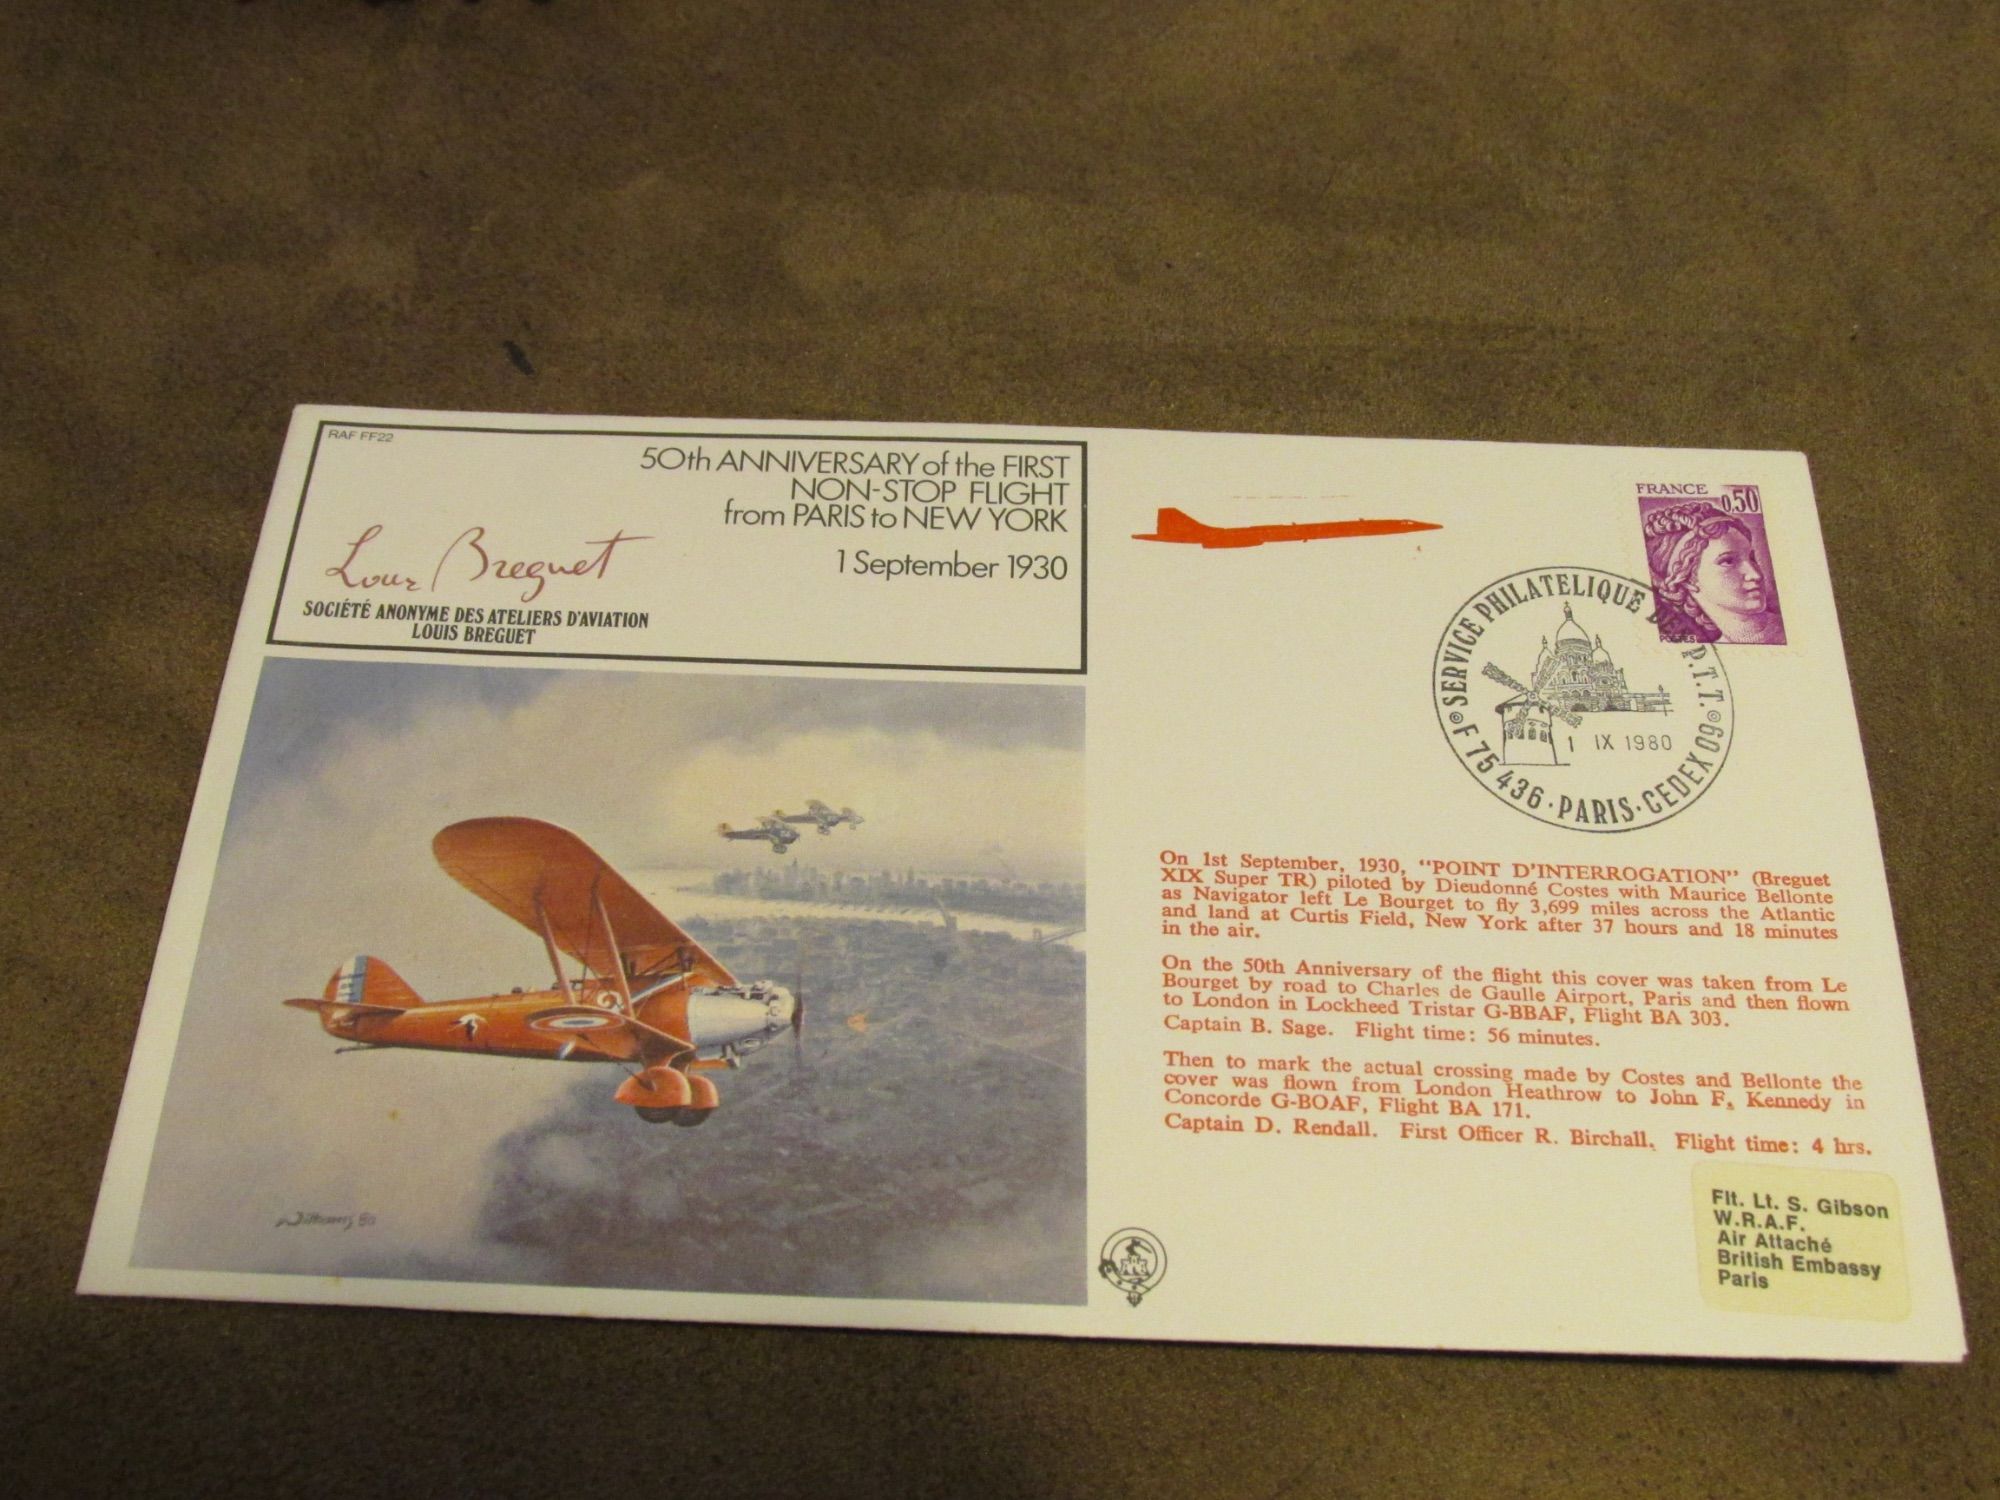 RAF FF22
50th ANNIVERSARY of the FIRST
NON-STOP FLIGHT
from PARIS to NEW YORK
1 September 1930
Louis Breguet
SOCIÉTÉ ANONYME DES ATELIERS D'AVIATION
LOUIS BREGUET
Williams 80
FRANCE
0,50
POSTES
SERVICE PHILATELIQUE DES P.T.T.
1 IX 1980
F 75436 · PARIS · CEDEX 09
On 1st September, 1930, "POINT D'INTERROGATION" (Breguet
XIX Super TR) piloted by Dieudonné Costes with Maurice Bellonte
as Navigator left Le Bourget to fly 3,699 miles across the Atlantic
and land at Curtis Field, New York after 37 hours and 18 minutes
in the air.
On the 50th Anniversary of the flight this cover was taken from Le
Bourget by road to Charles de Gaulle Airport, Paris and then flown
to London in Lockheed Tristar G-BBAF, Flight BA 303.
Captain B. Sage. Flight time: 56 minutes.
Then to mark the actual crossing made by Costes and Bellonte the
cover was flown from London Heathrow to John F. Kennedy in
Concorde G-BOAF, Flight BA 171.
Captain D. Rendall. First Officer R. Birchall. Flight time: 4 hrs.
Flt. Lt. S. Gibson
W.R.A.F.
Air Attaché
British Embassy
Paris